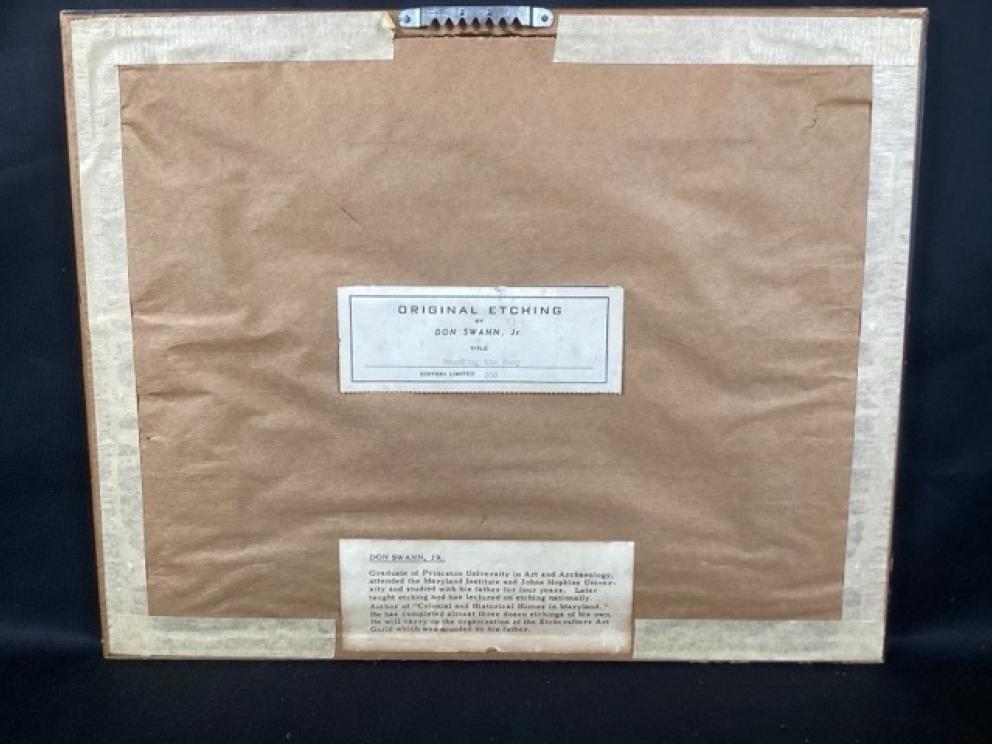 ORIGINAL ETCHING
BY
DON SWANN, Jr.
TITLE
Rounding the Buoy
EDITION LIMITED 300
DON SWANN, JR.
Graduate of Princeton University in Art and Archaeology,
attended the Maryland Institute and Johns Hopkins Univer-
sity and studied with his father for four years. Later
taught etching and has lectured on etching nationally.
Author of "Colonial and Historical Homes in Maryland."
He has completed almost three dozen etchings of his own.
He will carry on the organization of the Etchcrafters Art
Guild which was founded by his father.